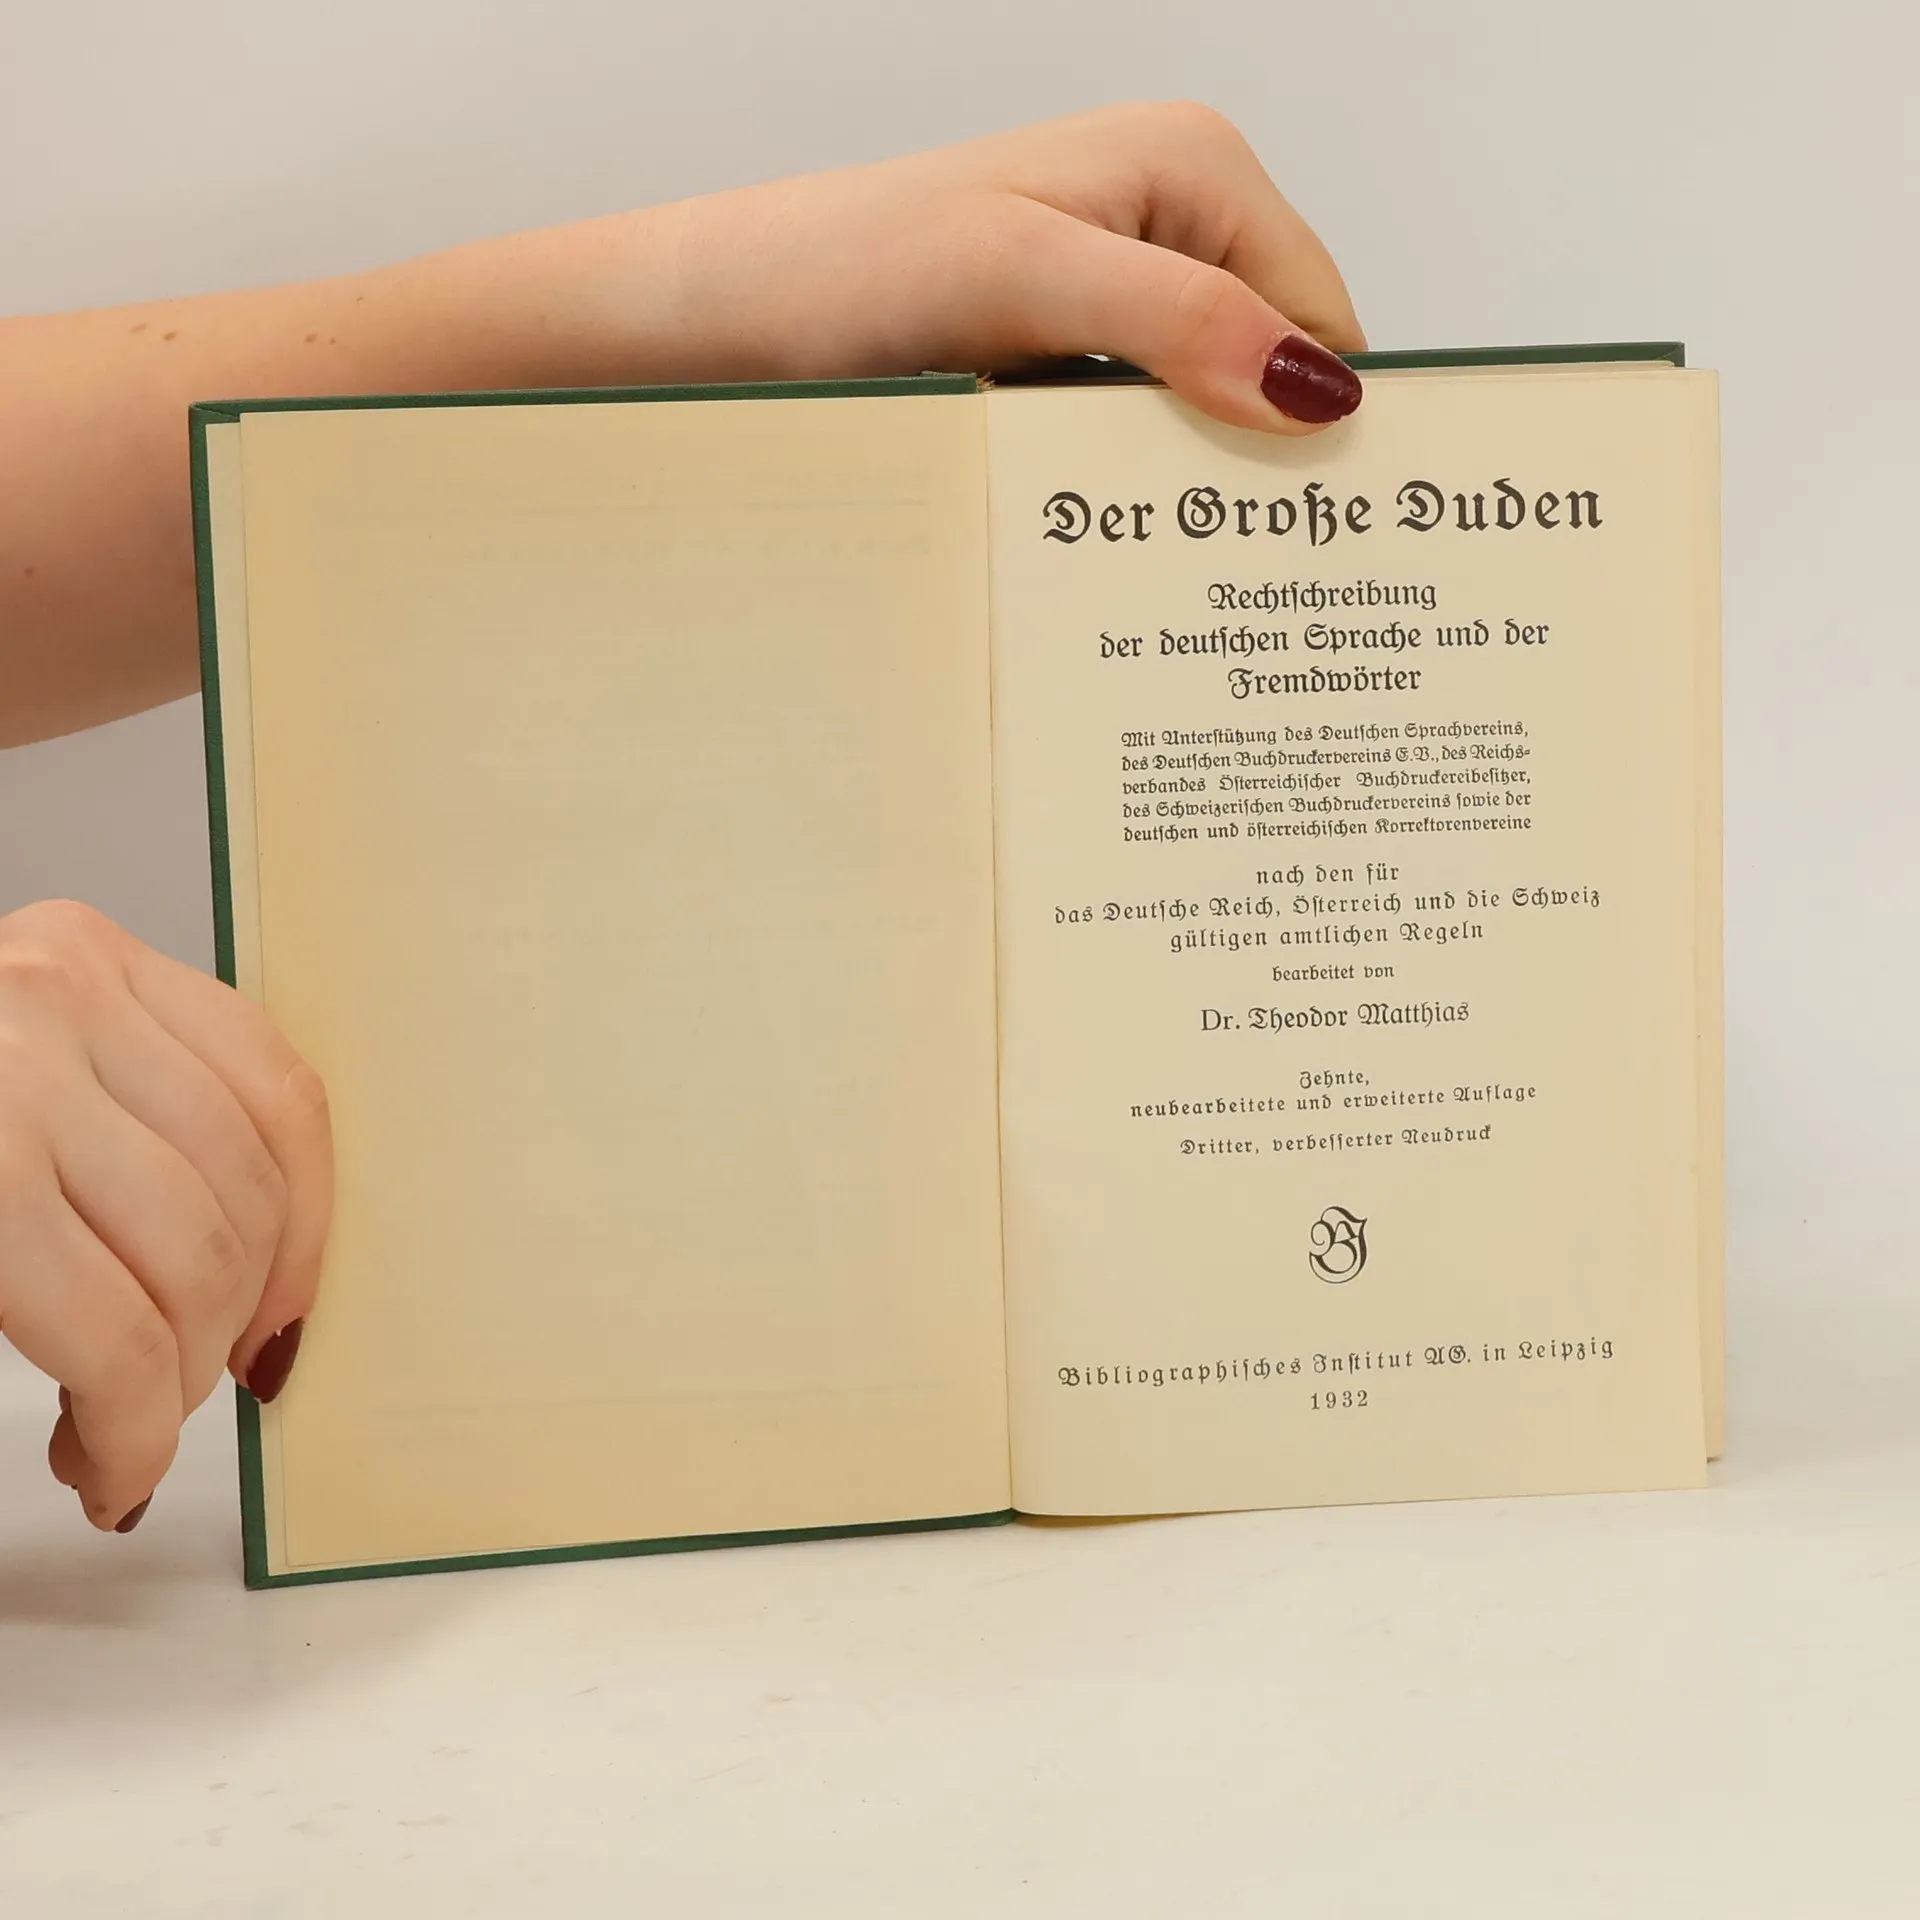 Der Große Duden
Rechtſchreibung
der deutſchen Sprache und der
Fremdwörter
Mit Unterſtützung des Deutſchen Sprachvereins,
des Deutſchen Buchdruckervereins E.V., des Reichs-
verbandes Öſterreichiſcher Buchdruckereibeſitzer,
des Schweizeriſchen Buchdruckervereins ſowie der
deutſchen und öſterreichiſchen Korrektorenvereine
nach den für
das Deutſche Reich, Öſterreich und die Schweiz
gültigen amtlichen Regeln
bearbeitet von
Dr. Theodor Matthias
Zehnte,
neubearbeitete und erweiterte Auflage
Dritter, verbeſſerter Neudruck
BI
Bibliographiſches Inſtitut AG. in Leipzig
1932